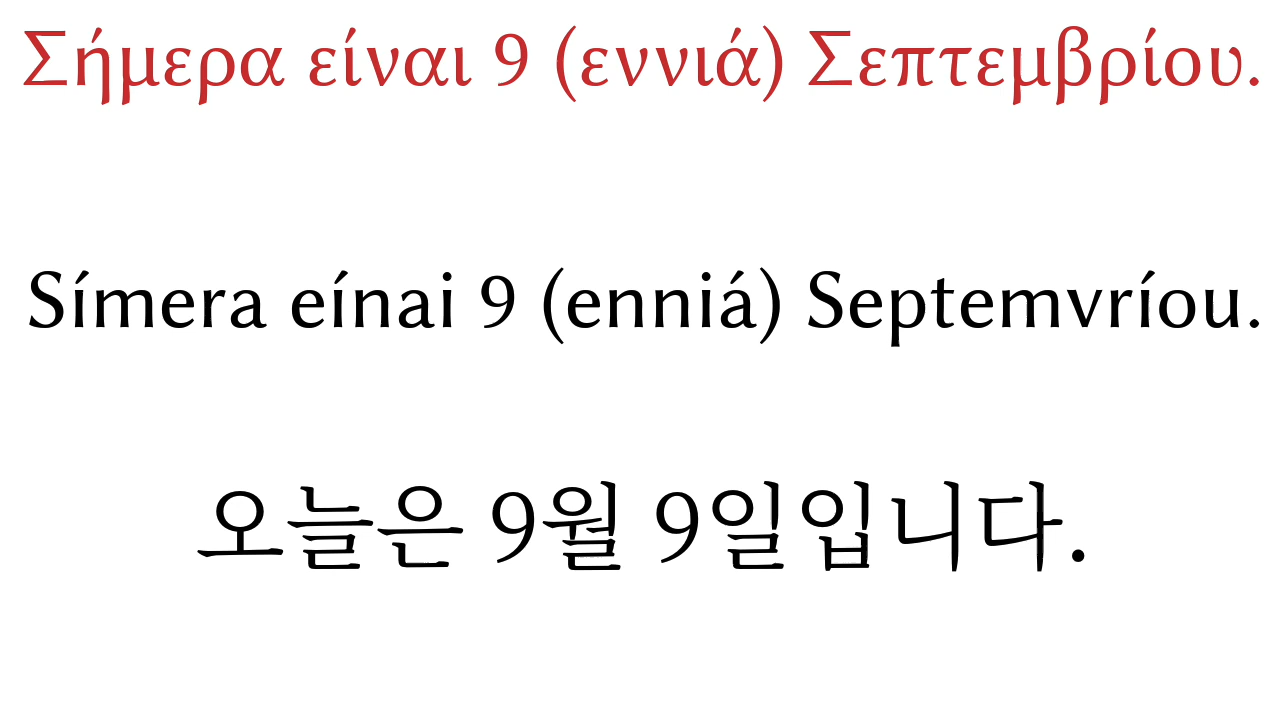 Σήμερα είναι 9 (εννιά) Σεπτεμβρίου.
Símera eínai 9 (enniá) Septemvríou.
오늘은 9월 9일입니다.